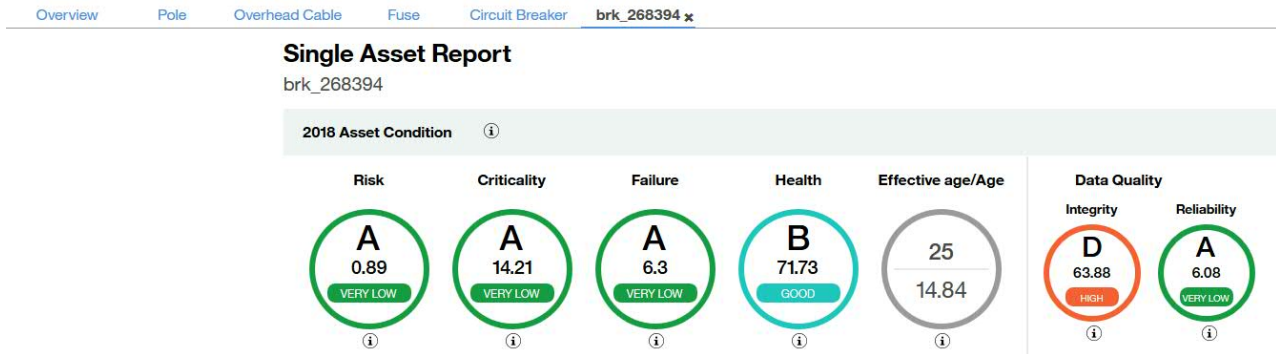 Overview Pole Overhead Cable Fuse Circuit Breaker brk_268394 x
Single Asset Report
brk_268394
2018 Asset Condition i
Risk Criticality Failure Health Effective age/Age Data Quality
Integrity Reliability
A A A B 25 D A
0.89 14.21 6.3 71.73 14.84 63.88 6.08
VERY LOW VERY LOW VERY LOW GOOD HIGH VERY LOW
i i i i i i i